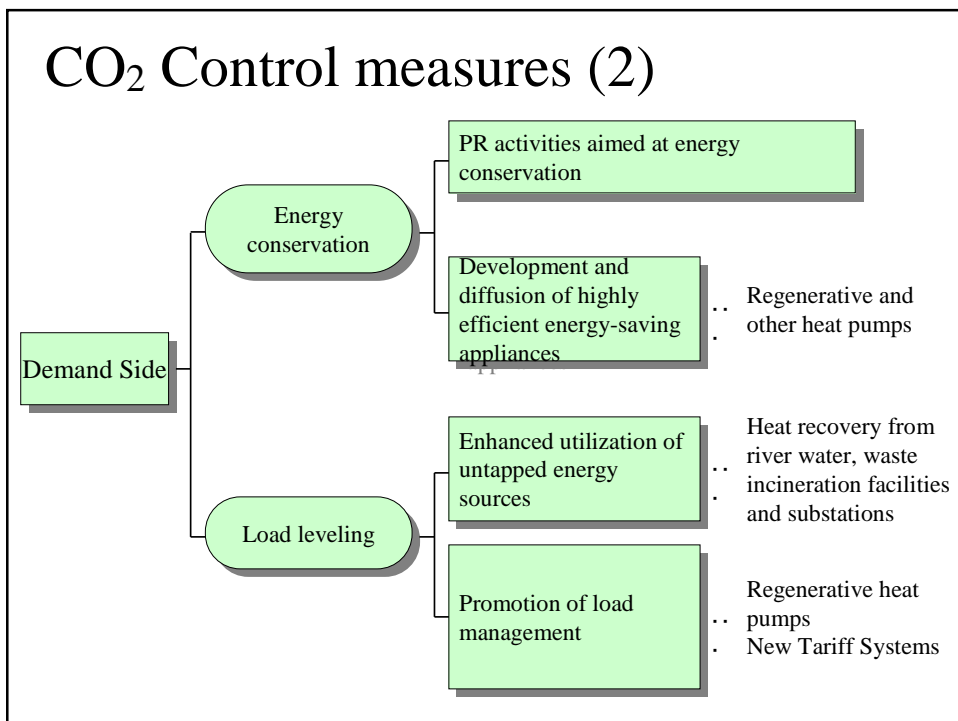 CO₂ Control measures (2)
PR activities aimed at energy
conservation
Energy
conservation
Development and
diffusion of highly
efficient energy-saving
appliances
Regenerative and
other heat pumps
Demand Side
Enhanced utilization of
untapped energy
sources
Heat recovery from
river water, waste
incineration facilities
and substations
Load leveling
Promotion of load
management
Regenerative heat
pumps
New Tariff Systems